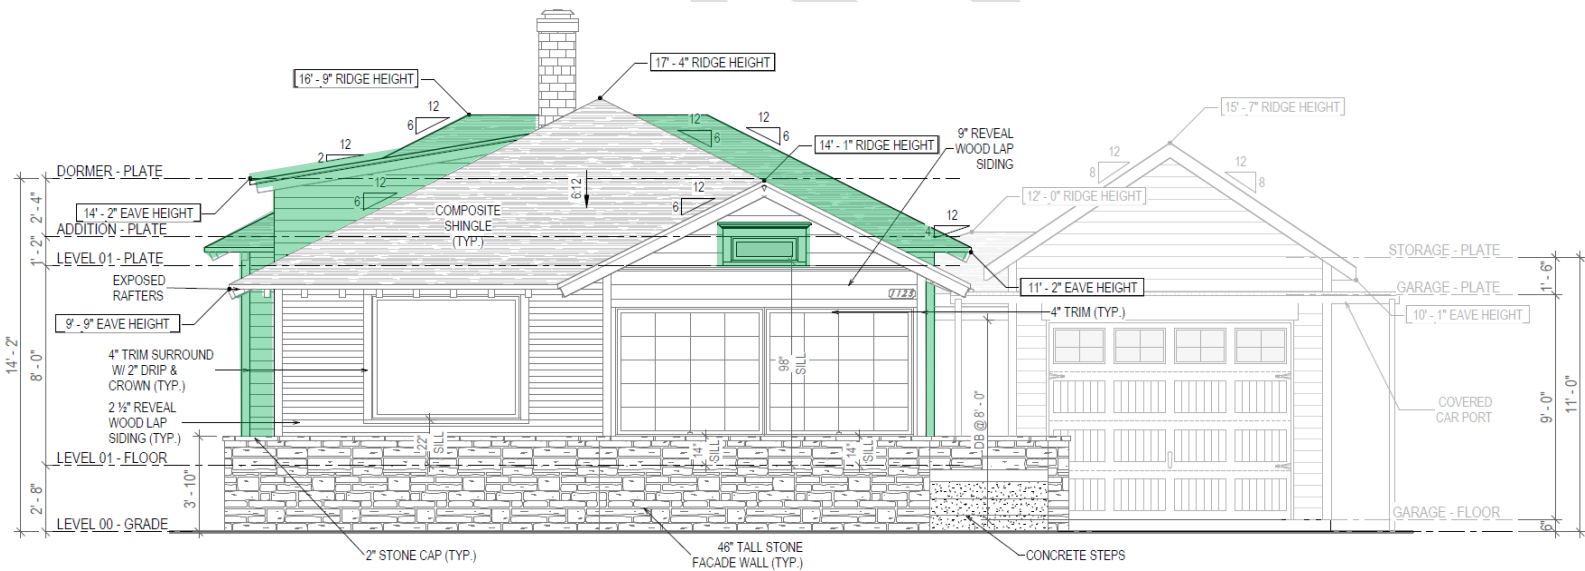 17' - 4" RIDGE HEIGHT
16' - 9" RIDGE HEIGHT
12
6
12
6
12
6
14' - 1" RIDGE HEIGHT
9" REVEAL
WOOD LAP
SIDING
15' - 7" RIDGE HEIGHT
12
8
12
8
12
2
DORMER - PLATE
12
6
6:12
12
6
12' - 0" RIDGE HEIGHT
14' - 2" EAVE HEIGHT
COMPOSITE
SHINGLE
(TYP.)
12
4
ADDITION - PLATE
STORAGE - PLATE
LEVEL 01 - PLATE
EXPOSED
RAFTERS
1123
11' - 2" EAVE HEIGHT
GARAGE - PLATE
9' - 9" EAVE HEIGHT
4" TRIM (TYP.)
10' - 1" EAVE HEIGHT
4" TRIM SURROUND
W/ 2" DRIP &
CROWN (TYP.)
2 ½" REVEAL
WOOD LAP
SIDING (TYP.)
COVERED
CAR PORT
LEVEL 01 - FLOOR
22"
SILL
14"
SILL
98"
SILL
14"
SILL
DB @ 8' - 0"
LEVEL 00 - GRADE
GARAGE - FLOOR
2" STONE CAP (TYP.)
46" TALL STONE
FACADE WALL (TYP.)
CONCRETE STEPS
14' - 2"
2' - 4"
1' - 2"
8' - 0"
2' - 8"
3' - 10"
1' - 6"
9' - 0"
6"
11' - 0"